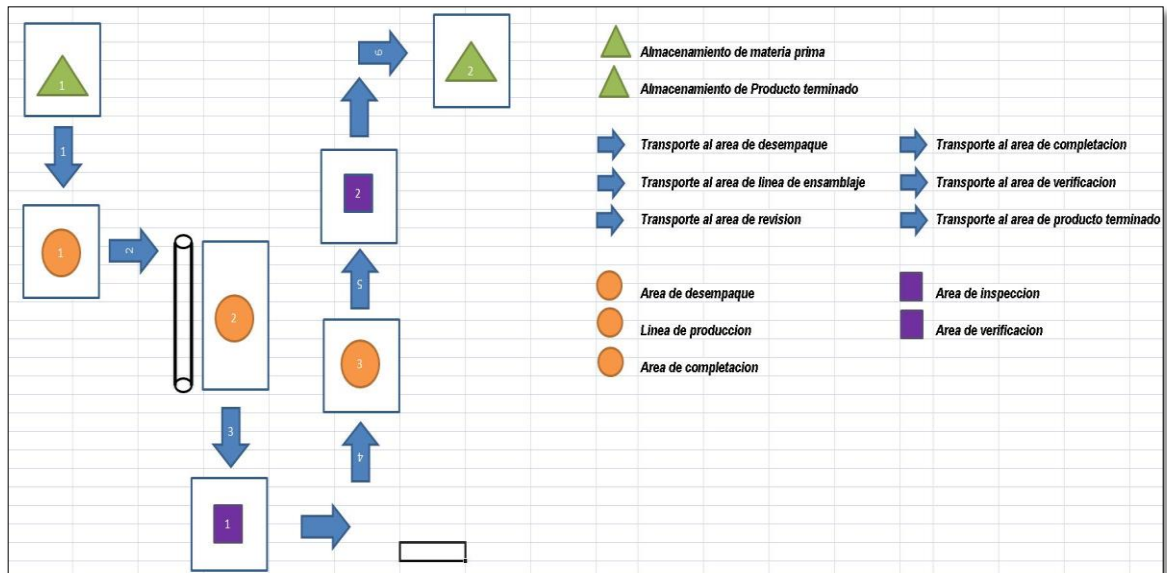 1
1
1
2
2
3
1
4
3
5
2
6
2
Almacenamiento de materia prima
Almacenamiento de Producto terminado
Transporte al area de desempaque
Transporte al area de linea de ensamblaje
Transporte al area de revision
Transporte al area de completacion
Transporte al area de verificacion
Transporte al area de producto terminado
Area de desempaque
Linea de produccion
Area de completacion
Area de inspeccion
Area de verificacion